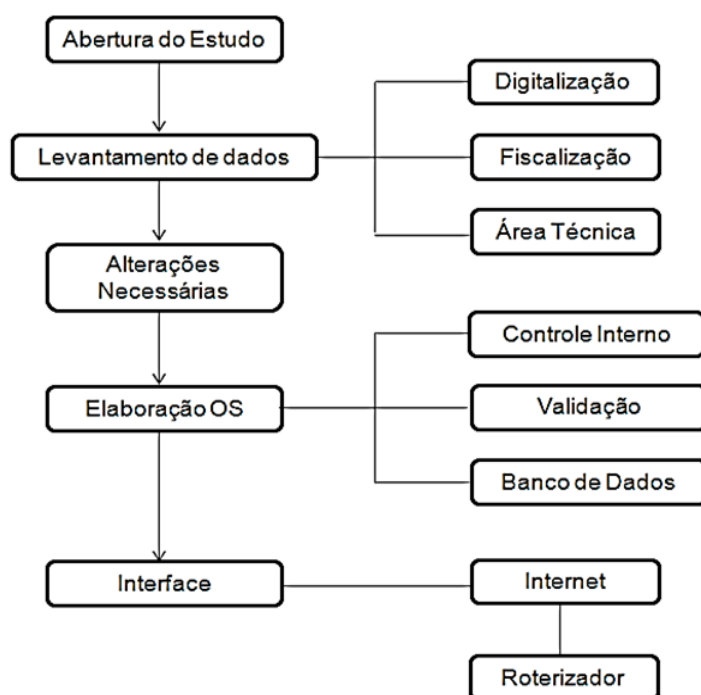 Abertura do Estudo
Digitalização
Levantamento de dados
Fiscalização
Área Técnica
Alterações
Necessárias
Controle Interno
Elaboração OS
Validação
Banco de Dados
Interface
Internet
Roterizador